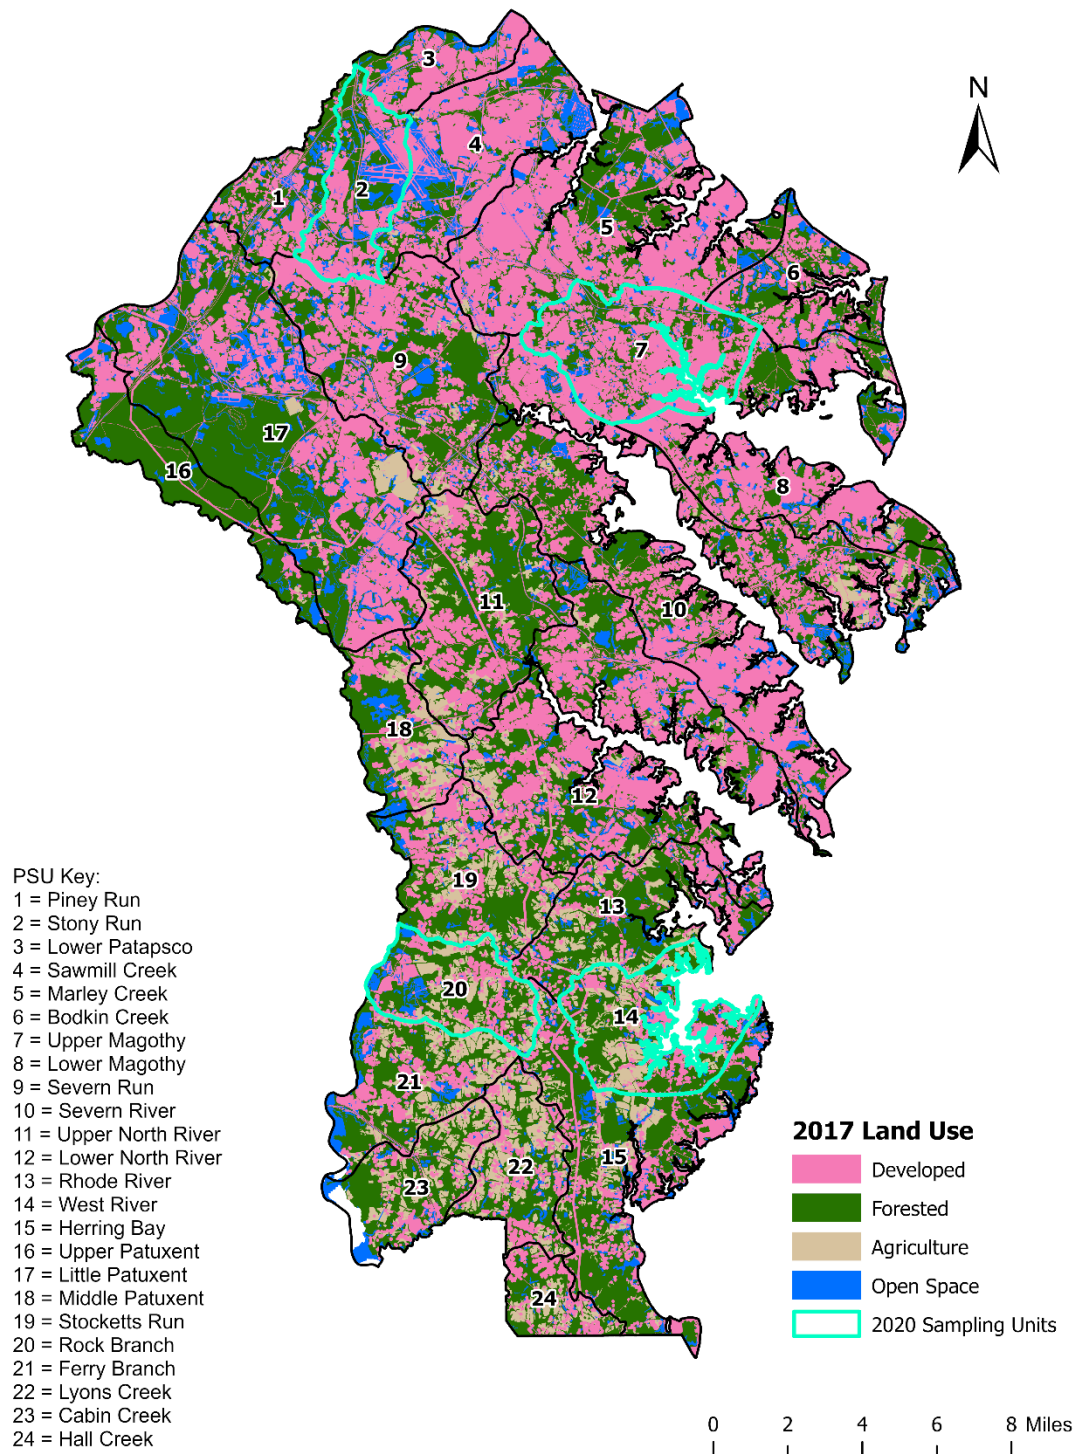 N
3
4
2
1
5
6
7
9
17
16
8
11
10
18
12
19
13
20
14
21
15
22
23
24
PSU Key:
1 = Piney Run
2 = Stony Run
3 = Lower Patapsco
4 = Sawmill Creek
5 = Marley Creek
6 = Bodkin Creek
7 = Upper Magothy
8 = Lower Magothy
9 = Severn Run
10 = Severn River
11 = Upper North River
12 = Lower North River
13 = Rhode River
14 = West River
15 = Herring Bay
16 = Upper Patuxent
17 = Little Patuxent
18 = Middle Patuxent
19 = Stocketts Run
20 = Rock Branch
21 = Ferry Branch
22 = Lyons Creek
23 = Cabin Creek
24 = Hall Creek
2017 Land Use
Developed
Forested
Agriculture
Open Space
2020 Sampling Units
0 2 4 6 8 Miles